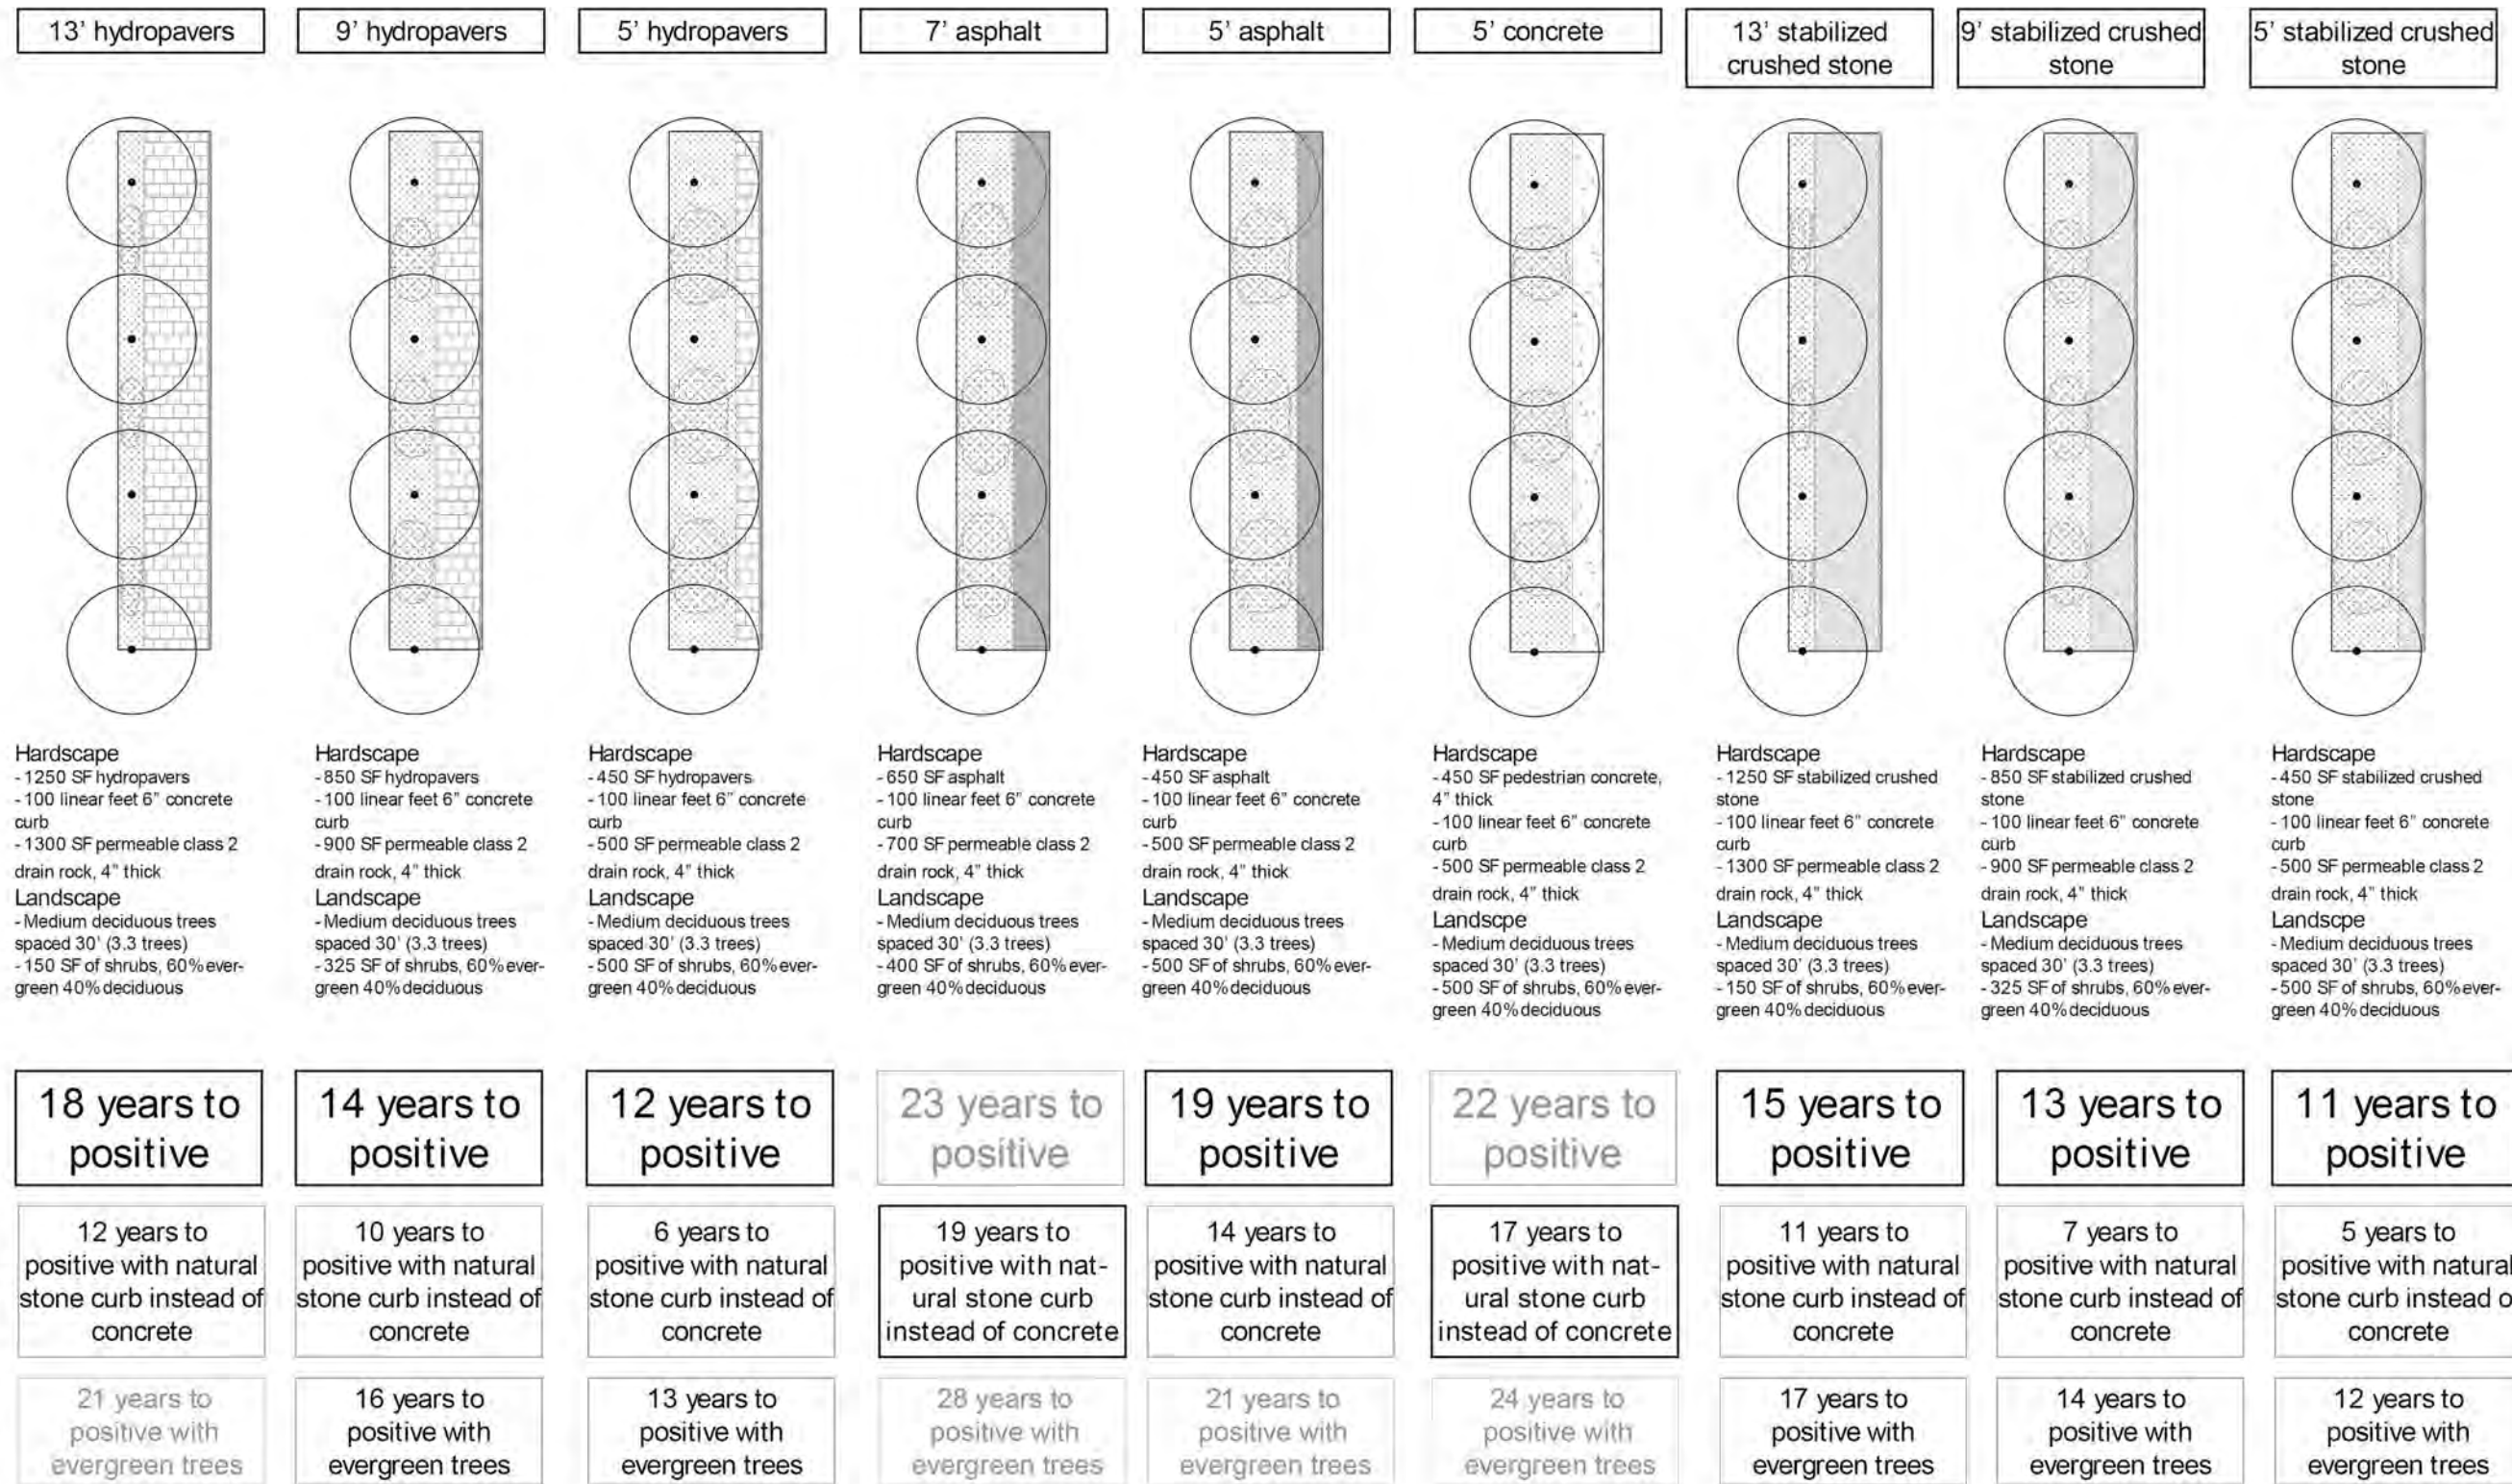 13’ hydropavers
9’ hydropavers
5’ hydropavers
7’ asphalt
5’ asphalt
5’ concrete
13’ stabilized
crushed stone
9’ stabilized crushed
stone
5’ stabilized crushed
stone
Hardscape
- 1250 SF hydropavers
- 100 linear feet 6” concrete
curb
- 1300 SF permeable class 2
drain rock, 4” thick
Landscape
- Medium deciduous trees
spaced 30’ (3.3 trees)
- 150 SF of shrubs, 60% ever-
green 40% deciduous
Hardscape
- 850 SF hydropavers
- 100 linear feet 6” concrete
curb
- 900 SF permeable class 2
drain rock, 4” thick
Landscape
- Medium deciduous trees
spaced 30’ (3.3 trees)
- 325 SF of shrubs, 60% ever-
green 40% deciduous
Hardscape
- 450 SF hydropavers
- 100 linear feet 6” concrete
curb
- 500 SF permeable class 2
drain rock, 4” thick
Landscape
- Medium deciduous trees
spaced 30’ (3.3 trees)
- 500 SF of shrubs, 60% ever-
green 40% deciduous
Hardscape
- 650 SF asphalt
- 100 linear feet 6” concrete
curb
- 700 SF permeable class 2
drain rock, 4” thick
Landscape
- Medium deciduous trees
spaced 30’ (3.3 trees)
- 400 SF of shrubs, 60% ever-
green 40% deciduous
Hardscape
- 450 SF asphalt
- 100 linear feet 6” concrete
curb
- 500 SF permeable class 2
drain rock, 4” thick
Landscape
- Medium deciduous trees
spaced 30’ (3.3 trees)
- 500 SF of shrubs, 60% ever-
green 40% deciduous
Hardscape
- 450 SF pedestrian concrete,
4” thick
- 100 linear feet 6” concrete
curb
- 500 SF permeable class 2
drain rock, 4” thick
Landscpe
- Medium deciduous trees
spaced 30’ (3.3 trees)
- 500 SF of shrubs, 60% ever-
green 40% deciduous
Hardscape
- 1250 SF stabilized crushed
stone
- 100 linear feet 6” concrete
curb
- 1300 SF permeable class 2
drain rock, 4” thick
Landscpe
- Medium deciduous trees
spaced 30’ (3.3 trees)
- 150 SF of shrubs, 60% ever-
green 40% deciduous
Hardscape
- 850 SF stabilized crushed
stone
- 100 linear feet 6” concrete
curb
- 900 SF permeable class 2
drain rock, 4” thick
Landscpe
- Medium deciduous trees
spaced 30’ (3.3 trees)
- 325 SF of shrubs, 60% ever-
green 40% deciduous
Hardscape
- 450 SF stabilized crushed
stone
- 100 linear feet 6” concrete
curb
- 500 SF permeable class 2
drain rock, 4” thick
Landscpe
- Medium deciduous trees
spaced 30’ (3.3 trees)
- 500 SF of shrubs, 60% ever-
green 40% deciduous
18 years to
positive
14 years to
positive
12 years to
positive
23 years to
positive
19 years to
positive
22 years to
positive
15 years to
positive
13 years to
positive
11 years to
positive
12 years to
positive with natural
stone curb instead of
concrete
10 years to
positive with natural
stone curb instead of
concrete
6 years to
positive with natural
stone curb instead of
concrete
19 years to
positive with nat-
ural stone curb
instead of concrete
14 years to
positive with natural
stone curb instead of
concrete
17 years to
positive with nat-
ural stone curb
instead of concrete
11 years to
positive with natural
stone curb instead of
concrete
7 years to
positive with natural
stone curb instead of
concrete
5 years to
positive with natural
stone curb instead of
concrete
21 years to
positive with
evergreen trees
16 years to
positive with
evergreen trees
13 years to
positive with
evergreen trees
28 years to
positive with
evergreen trees
21 years to
positive with
evergreen trees
24 years to
positive with
evergreen trees
17 years to
positive with
evergreen trees
14 years to
positive with
evergreen trees
12 years to
positive with
evergreen trees